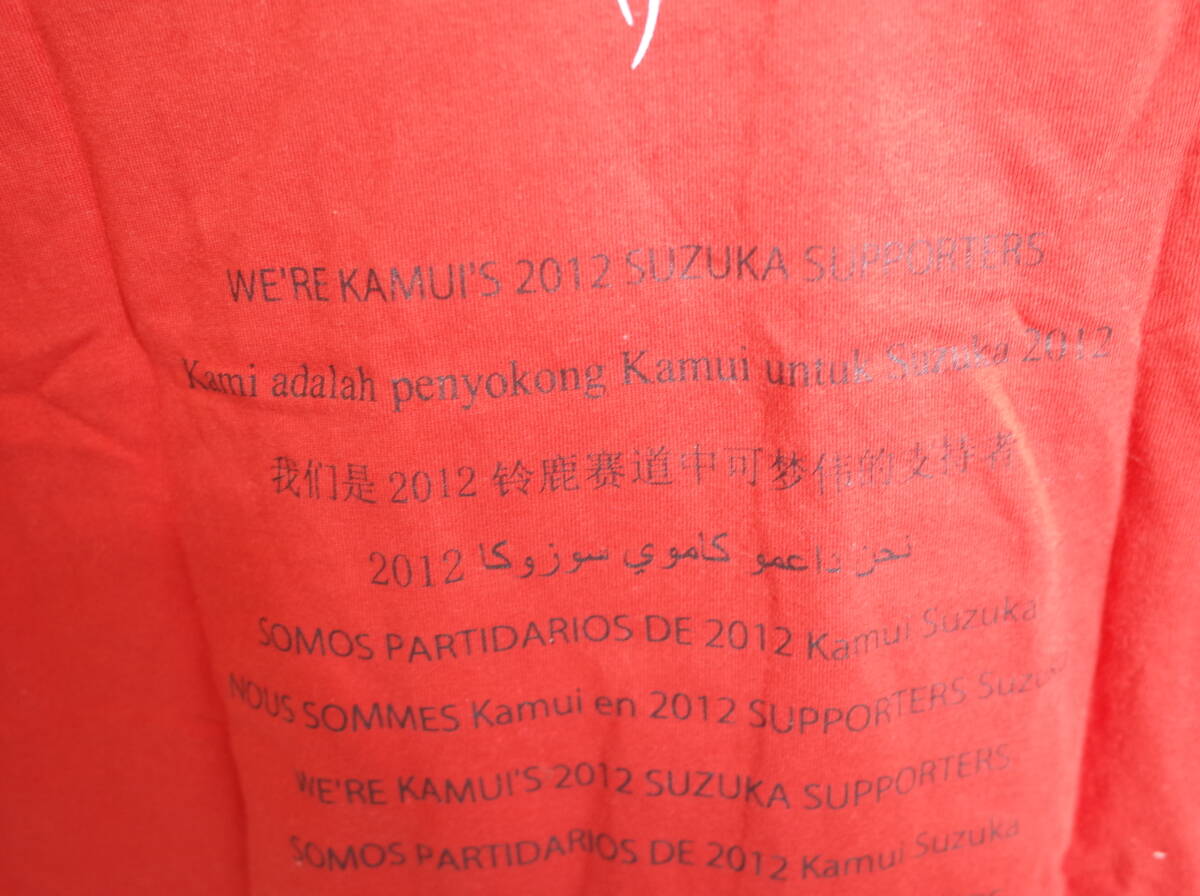 WE'RE KAMUI'S 2012 SUZUKA SUPPORTERS
Kami adalah penyokong Kamui untuk Suzuka 2012
我们是 2012 铃鹿赛道中可梦伟的支持者
نحن داعمو كاموي سوزوكا 2012
SOMOS PARTIDARIOS DE 2012 Kamui Suzuka
NOUS SOMMES Kamui en 2012 SUPPORTERS Suzuka
WE'RE KAMUI'S 2012 SUZUKA SUPPORTERS
SOMOS PARTIDARIOS DE 2012 Kamui Suzuka